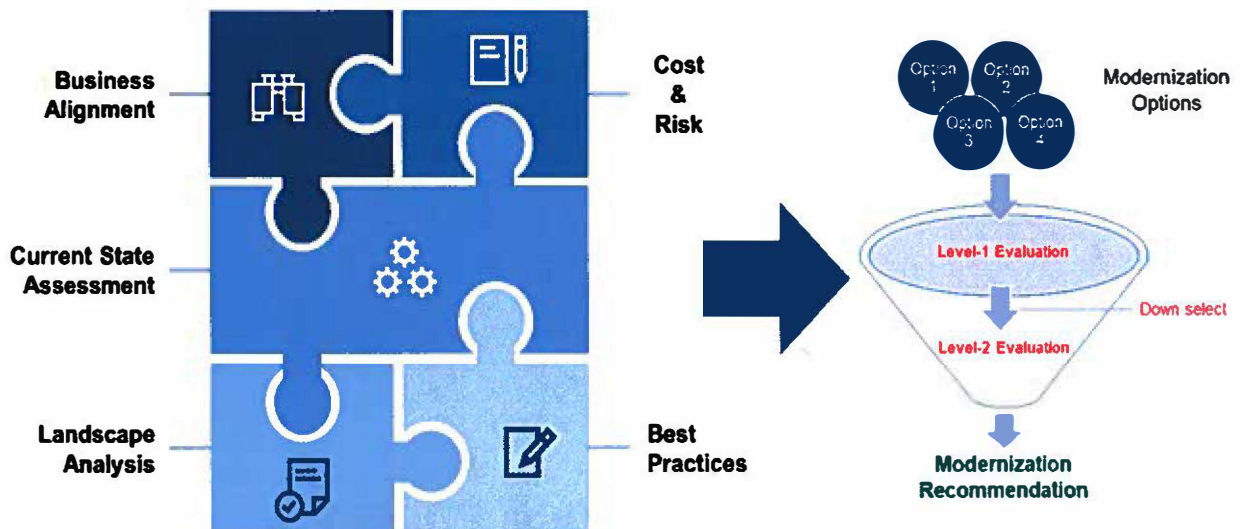 Business
Alignment
Cost
&
Risk
Current State
Assessment
Landscape
Analysis
Best
Practices
Option
1
Option
2
Option
3
Option
4
Modernization
Options
Level-1 Evaluation
Down select
Level-2 Evaluation
Modernization
Recommendation